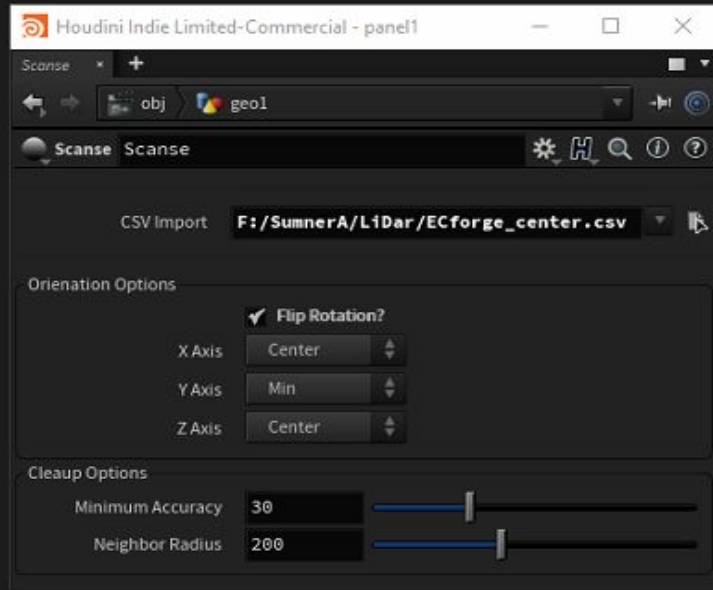 Houdini Indie Limited-Commercial - panel1
Scanse × +
obj geo1
Scanse Scanse
CSV Import F:/SumnerA/LiDar/ECforge_center.csv
Orienation Options
Flip Rotation?
X Axis Center
Y Axis Min
Z Axis Center
Cleaup Options
Minimum Accuracy 30
Neighbor Radius 200